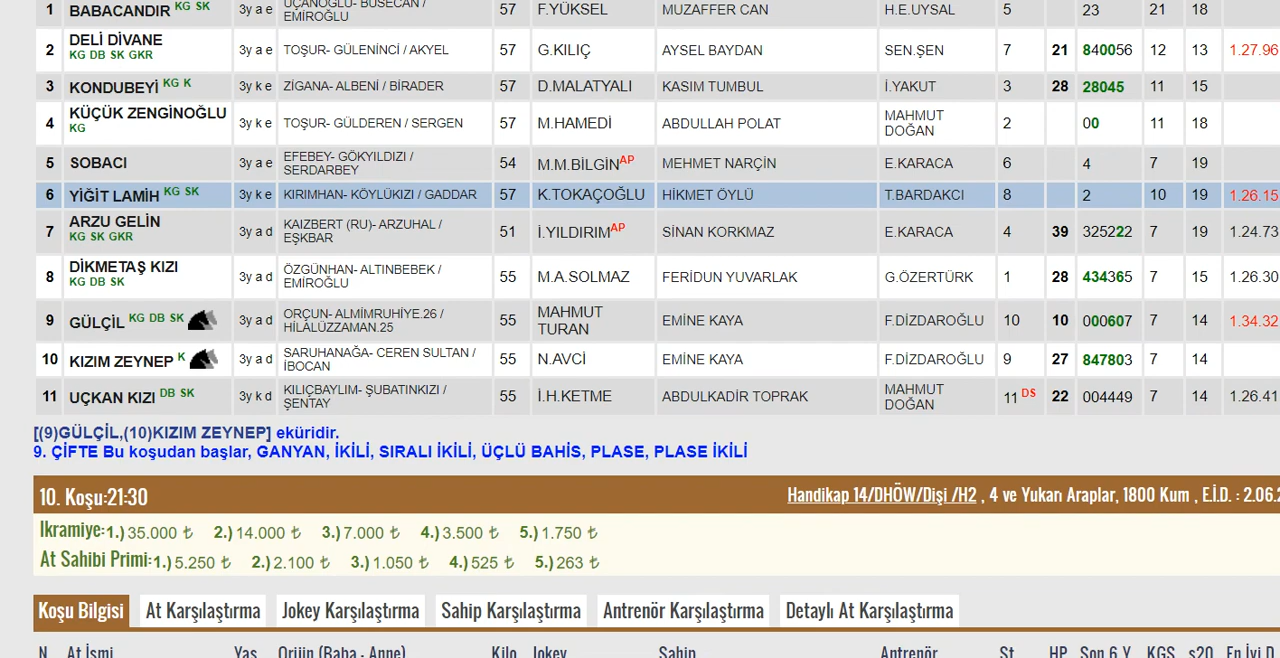 1 BABACANDIR KG SK 3y a e UÇANOĞLU- BUSECAN / EMİROĞLU 57 F.YÜKSEL MUZAFFER CAN H.E.UYSAL 5 23 21 18
2 DELİ DİVANE KG DB SK GKR 3y a e TOŞUR- GÜLENİNCİ / AKYEL 57 G.KILIÇ AYSEL BAYDAN SEN.ŞEN 7 21 840056 12 13 1.27.96
3 KONDUBEYİ KG K 3y k e ZİGANA- ALBENİ / BİRADER 57 D.MALATYALI KASIM TUMBUL İ.YAKUT 3 28 28045 11 15
4 KÜÇÜK ZENGİNOĞLU KG 3y k e TOŞUR- GÜLDEREN / SERGEN 57 M.HAMEDİ ABDULLAH POLAT MAHMUT DOĞAN 2 00 11 18
5 SOBACI 3y a e EFEBEY- GÖKYILDIZI / SERDARBEY 54 M.M.BİLGİN AP MEHMET NARÇİN E.KARACA 6 4 7 19
6 YİĞİT LAMİH KG SK 3y k e KIRIMHAN- KÖYLÜKIZI / GADDAR 57 K.TOKAÇOĞLU HİKMET ÖYLÜ T.BARDAKCI 8 2 10 19 1.26.15
7 ARZU GELİN KG SK GKR 3y a d KAIZBERT (RU)- ARZUHAL / EŞKBAR 51 İ.YILDIRIM AP SİNAN KORKMAZ E.KARACA 4 39 325222 7 19 1.24.73
8 DİKMETAŞ KIZI KG DB SK 3y a d ÖZGÜNHAN- ALTINBEBEK / EMİROĞLU 55 M.A.SOLMAZ FERİDUN YUVARLAK G.ÖZERTÜRK 1 28 434365 7 15 1.26.30
9 GÜLÇİL KG DB SK 3y a d ORÇUN- ALMİMRUHİYE.26 / HİLALÜZZAMAN.25 55 MAHMUT TURAN EMİNE KAYA F.DİZDAROĞLU 10 10 000607 7 14 1.34.32
10 KIZIM ZEYNEP K 3y a d SARUHANAĞA- CEREN SULTAN / İBOCAN 55 N.AVCİ EMİNE KAYA F.DİZDAROĞLU 9 27 847803 7 14
11 UÇKAN KIZI DB SK 3y k d KILIÇBAYLIM- ŞUBATINKIZI / ŞENTAY 55 İ.H.KETME ABDULKADİR TOPRAK MAHMUT DOĞAN 11 DS 22 004449 7 14 1.26.41
[(9)GÜLÇİL,(10)KIZIM ZEYNEP] eküridir.
9. ÇİFTE Bu koşudan başlar, GANYAN, İKİLİ, SIRALI İKİLİ, ÜÇLÜ BAHİS, PLASE, PLASE İKİLİ
10. Koşu:21:30 Handikap 14/DHÖW/Dişi /H2 , 4 ve Yukarı Araplar, 1800 Kum , E.İ.D. : 2.06.2
Ikramiye:1.) 35.000 ₺ 2.) 14.000 ₺ 3.) 7.000 ₺ 4.) 3.500 ₺ 5.) 1.750 ₺
At Sahibi Primi:1.) 5.250 ₺ 2.) 2.100 ₺ 3.) 1.050 ₺ 4.) 525 ₺ 5.) 263 ₺
Koşu Bilgisi At Karşılaştırma Jokey Karşılaştırma Sahip Karşılaştırma Antrenör Karşılaştırma Detaylı At Karşılaştırma
N At İsmi Yaş Orijin (Baba - Anne) Kilo Jokey Sahip Antrenör St HP Son 6 Y. KGS s20 En İyi D.